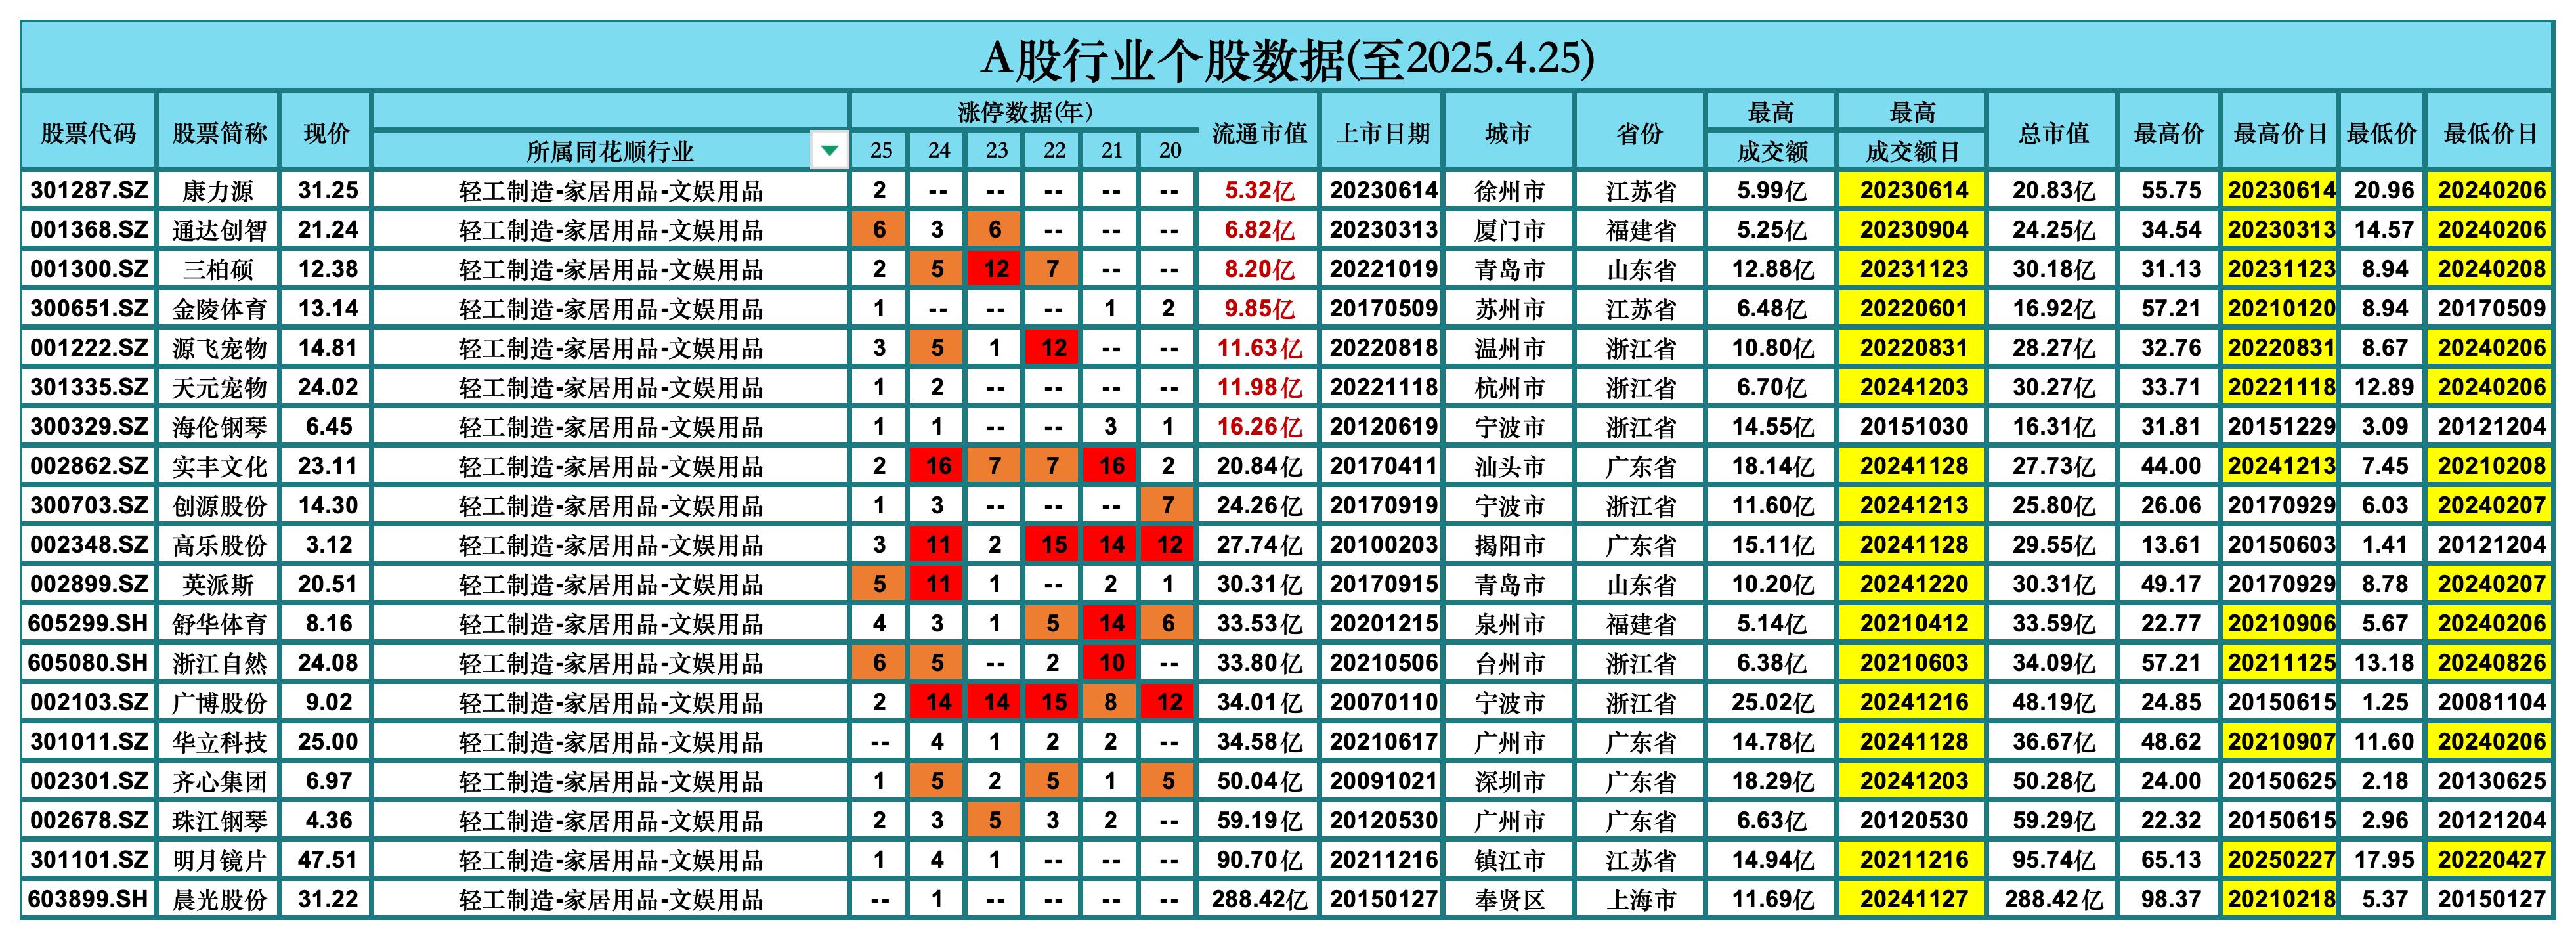 A股行业个股数据(至2025.4.25)
股票代码 股票简称 现价 所属同花顺行业 涨停数据(年) 流通市值 上市日期 城市 省份 最高 最高 总市值 最高价 最高价日 最低价 最低价日
25 24 23 22 21 20 成交额 成交额日
301287.SZ 康力源 31.25 轻工制造-家居用品-文娱用品 2 -- -- -- -- -- 5.32亿 20230614 徐州市 江苏省 5.99亿 20230614 20.83亿 55.75 20230614 20.96 20240206
001368.SZ 通达创智 21.24 轻工制造-家居用品-文娱用品 6 3 6 -- -- -- 6.82亿 20230313 厦门市 福建省 5.25亿 20230904 24.25亿 34.54 20230313 14.57 20240206
001300.SZ 三柏硕 12.38 轻工制造-家居用品-文娱用品 2 5 12 7 -- -- 8.20亿 20221019 青岛市 山东省 12.88亿 20231123 30.18亿 31.13 20231123 8.94 20240208
300651.SZ 金陵体育 13.14 轻工制造-家居用品-文娱用品 1 -- -- -- 1 2 9.85亿 20170509 苏州市 江苏省 6.48亿 20220601 16.92亿 57.21 20210120 8.94 20170509
001222.SZ 源飞宠物 14.81 轻工制造-家居用品-文娱用品 3 5 1 12 -- -- 11.63亿 20220818 温州市 浙江省 10.80亿 20220831 28.27亿 32.76 20220831 8.67 20240206
301335.SZ 天元宠物 24.02 轻工制造-家居用品-文娱用品 1 2 -- -- -- -- 11.98亿 20221118 杭州市 浙江省 6.70亿 20241203 30.27亿 33.71 20221118 12.89 20240206
300329.SZ 海伦钢琴 6.45 轻工制造-家居用品-文娱用品 1 1 -- -- 3 1 16.26亿 20120619 宁波市 浙江省 14.55亿 20151030 16.31亿 31.81 20151229 3.09 20121204
002862.SZ 实丰文化 23.11 轻工制造-家居用品-文娱用品 2 16 7 7 16 2 20.84亿 20170411 汕头市 广东省 18.14亿 20241128 27.73亿 44.00 20241213 7.45 20210208
300703.SZ 创源股份 14.30 轻工制造-家居用品-文娱用品 1 3 -- -- -- 7 24.26亿 20170919 宁波市 浙江省 11.60亿 20241213 25.80亿 26.06 20170929 6.03 20240207
002348.SZ 高乐股份 3.12 轻工制造-家居用品-文娱用品 3 11 2 15 14 12 27.74亿 20100203 揭阳市 广东省 15.11亿 20241128 29.55亿 13.61 20150603 1.41 20121204
002899.SZ 英派斯 20.51 轻工制造-家居用品-文娱用品 5 11 1 -- 2 1 30.31亿 20170915 青岛市 山东省 10.20亿 20241220 30.31亿 49.17 20170929 8.78 20240207
605299.SH 舒华体育 8.16 轻工制造-家居用品-文娱用品 4 3 1 5 14 6 33.53亿 20201215 泉州市 福建省 5.14亿 20210412 33.59亿 22.77 20210906 5.67 20240206
605080.SH 浙江自然 24.08 轻工制造-家居用品-文娱用品 6 5 -- 2 10 -- 33.80亿 20210506 台州市 浙江省 6.38亿 20210603 34.09亿 57.21 20211125 13.18 20240826
002103.SZ 广博股份 9.02 轻工制造-家居用品-文娱用品 2 14 14 15 8 12 34.01亿 20070110 宁波市 浙江省 25.02亿 20241216 48.19亿 24.85 20150615 1.25 20081104
301011.SZ 华立科技 25.00 轻工制造-家居用品-文娱用品 -- 4 1 2 2 -- 34.58亿 20210617 广州市 广东省 14.78亿 20241128 36.67亿 48.62 20210907 11.60 20240206
002301.SZ 齐心集团 6.97 轻工制造-家居用品-文娱用品 1 5 2 5 1 5 50.04亿 20091021 深圳市 广东省 18.29亿 20241203 50.28亿 24.00 20150625 2.18 20130625
002678.SZ 珠江钢琴 4.36 轻工制造-家居用品-文娱用品 2 3 5 3 2 -- 59.19亿 20120530 广州市 广东省 6.63亿 20120530 59.29亿 22.32 20150615 2.96 20121204
301101.SZ 明月镜片 47.51 轻工制造-家居用品-文娱用品 1 4 1 -- -- -- 90.70亿 20211216 镇江市 江苏省 14.94亿 20211216 95.74亿 65.13 20250227 17.95 20220427
603899.SH 晨光股份 31.22 轻工制造-家居用品-文娱用品 -- 1 -- -- -- -- 288.42亿 20150127 奉贤区 上海市 11.69亿 20241127 288.42亿 98.37 20210218 5.37 20150127